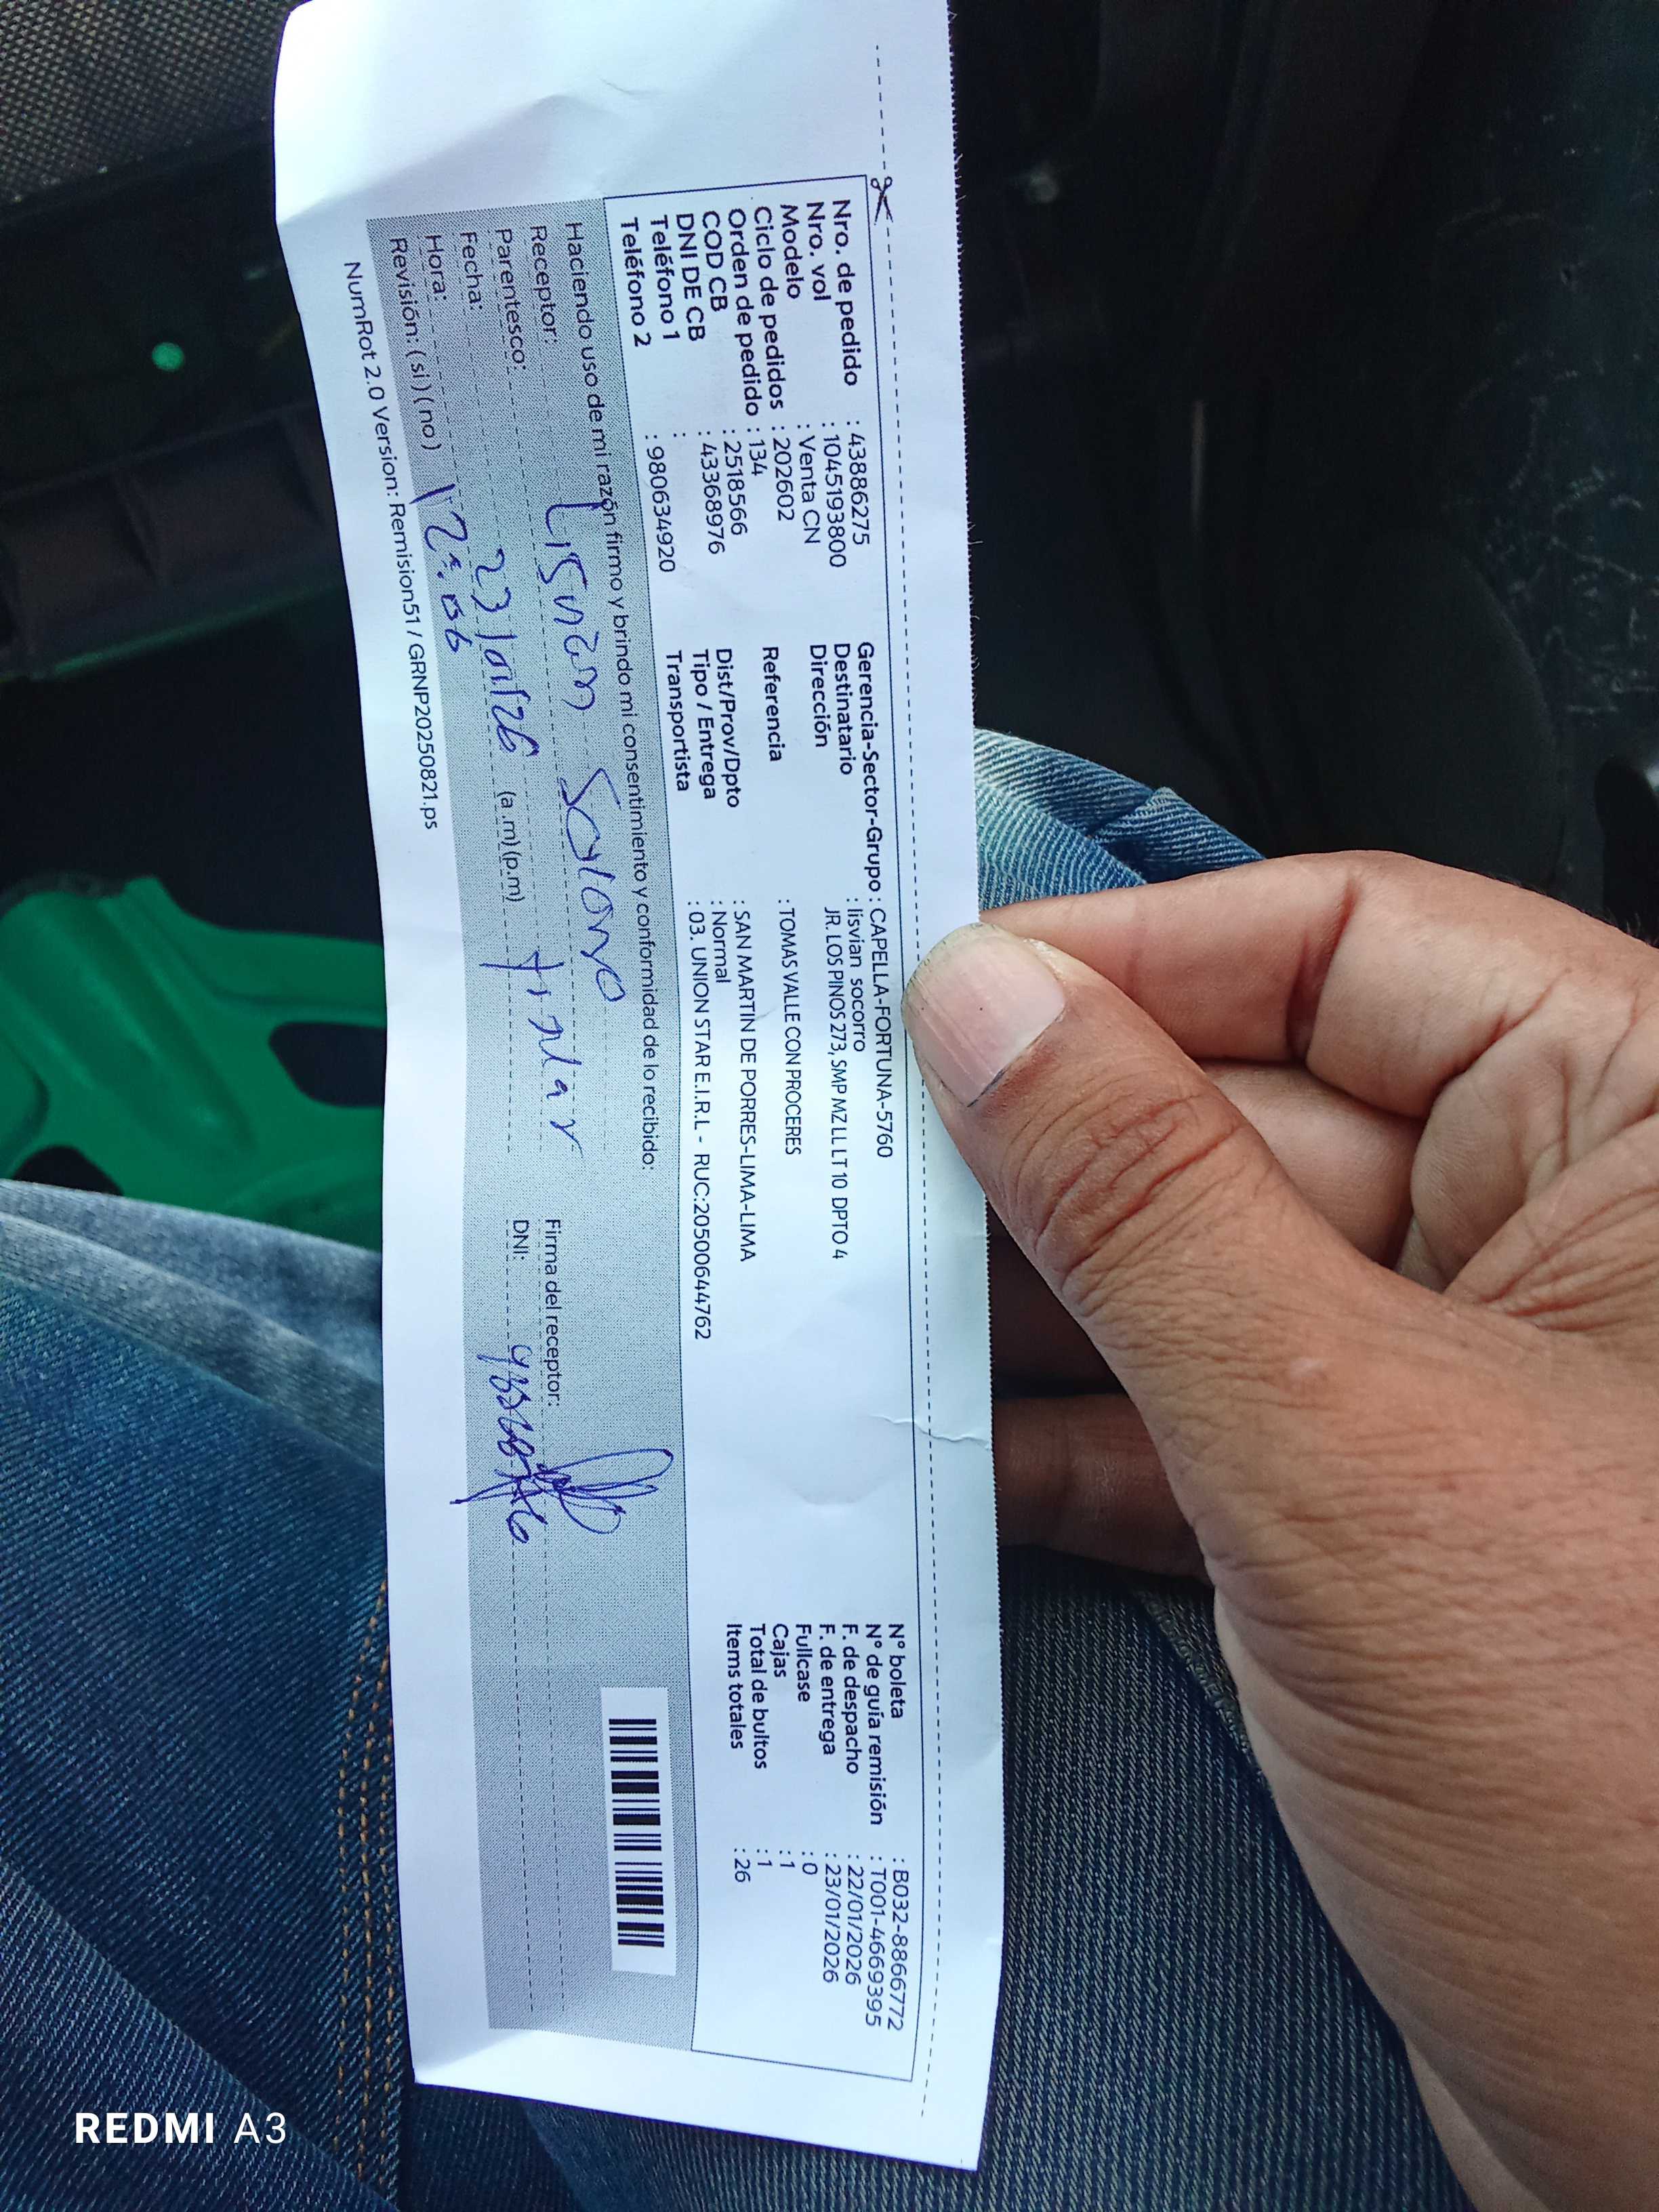 Nro. de pedido : 43886275
Nro. vol : 1045193800
Modelo : Venta CN
Ciclo de pedidos : 202602
Orden de pedido : 134
COD CB : 2518566
DNI DE CB : 43368976
Teléfono 1 :
Teléfono 2 : 980634920
Gerencia-Sector-Grupo : CAPELLA-FORTUNA-5760
Destinatario : lisvian socorro
Dirección JR. LOS PINOS 273, SMP MZ LL LT 10 DPTO 4
Referencia : TOMAS VALLE CON PROCERES
Dist/Prov/Dpto : SAN MARTIN DE PORRES-LIMA-LIMA
Tipo / Entrega : Normal
Transportista : 03. UNION STAR E.I.R.L - RUC:20500644762
N° boleta : B032-8866772
N° de guía remisión : T001-4669395
F. de despacho : 22/01/2026
F. de entrega : 23/01/2026
Fullcase : 0
Cajas : 1
Total de bultos : 1
Items totales : 26
Haciendo uso de mi razón firmo y brindo mi consentimiento y conformidad de lo recibido:
Receptor:
Parentesco:
Fecha: 23/01/26
Hora: 12:06 (a.m) (p.m)
Revisión: ( si ) ( no )
Firma del receptor:
DNI:
NumRot 2.0 Version: Remision51 / GRNP20250821.ps
REDMI A3